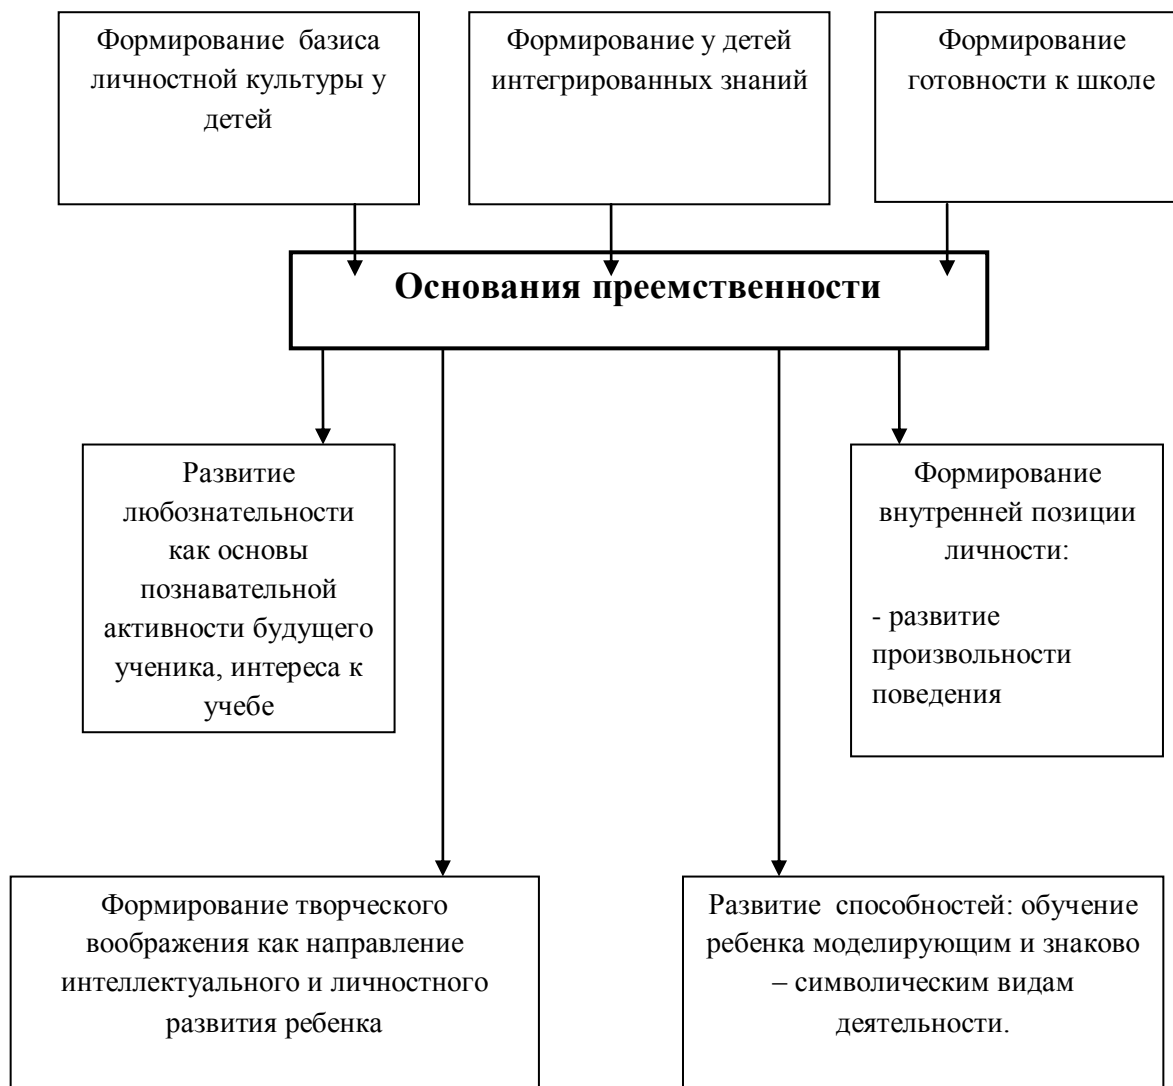 Формирование базиса
личностной культуры у
детей
Формирование у детей
интегрированных знаний
Формирование
готовности к школе
Основания преемственности
Развитие
любознательности
как основы
познавательной
активности будущего
ученика, интереса к
учебе
Формирование
внутренней позиции
личности:
- развитие
произвольности
поведения
Формирование творческого
воображения как направление
интеллектуального и личностного
развития ребенка
Развитие способностей: обучение
ребенка моделирующим и знаково
– символическим видам
деятельности.